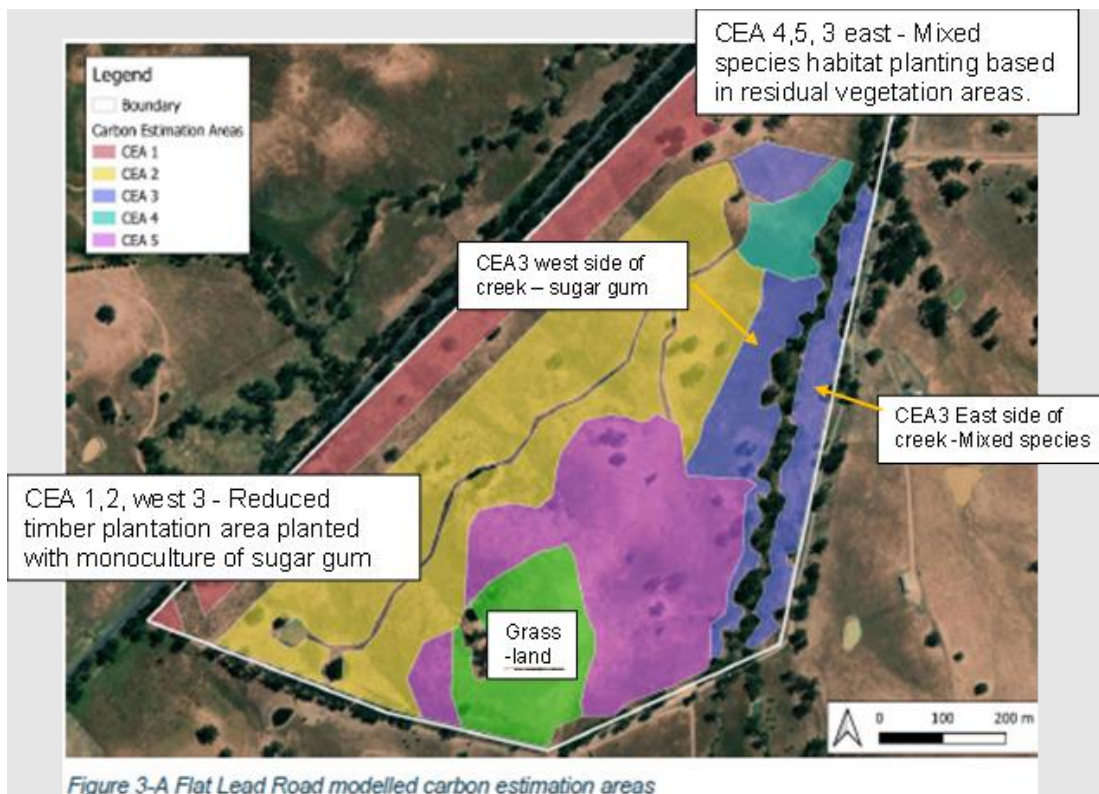 CEA 4,5, 3 east - Mixed
species habitat planting based
in residual vegetation areas.
Legend
Boundary
Carbon Estimation Areas
CEA 1
CEA 2
CEA 3
CEA 4
CEA 5
CEA3 west side of
creek – sugar gum
CEA3 East side of
creek -Mixed species
CEA 1,2, west 3 - Reduced
timber plantation area planted
with monoculture of sugar gum
Grass
-land
0 100 200 m
Figure 3-A Flat Lead Road modelled carbon estimation areas